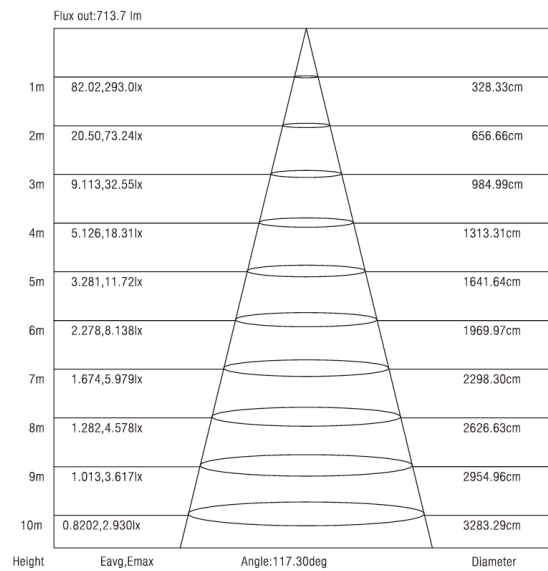 Flux out:713.7 lm
1m 82.02,293.0lx 328.33cm
2m 20.50,73.24lx 656.66cm
3m 9.113,32.55lx 984.99cm
4m 5.126,18.31lx 1313.31cm
5m 3.281,11.72lx 1641.64cm
6m 2.278,8.138lx 1969.97cm
7m 1.674,5.979lx 2298.30cm
8m 1.282,4.578lx 2626.63cm
9m 1.013,3.617lx 2954.96cm
10m 0.8202,2.930lx 3283.29cm
Height Eavg,Emax Angle:117.30deg Diameter